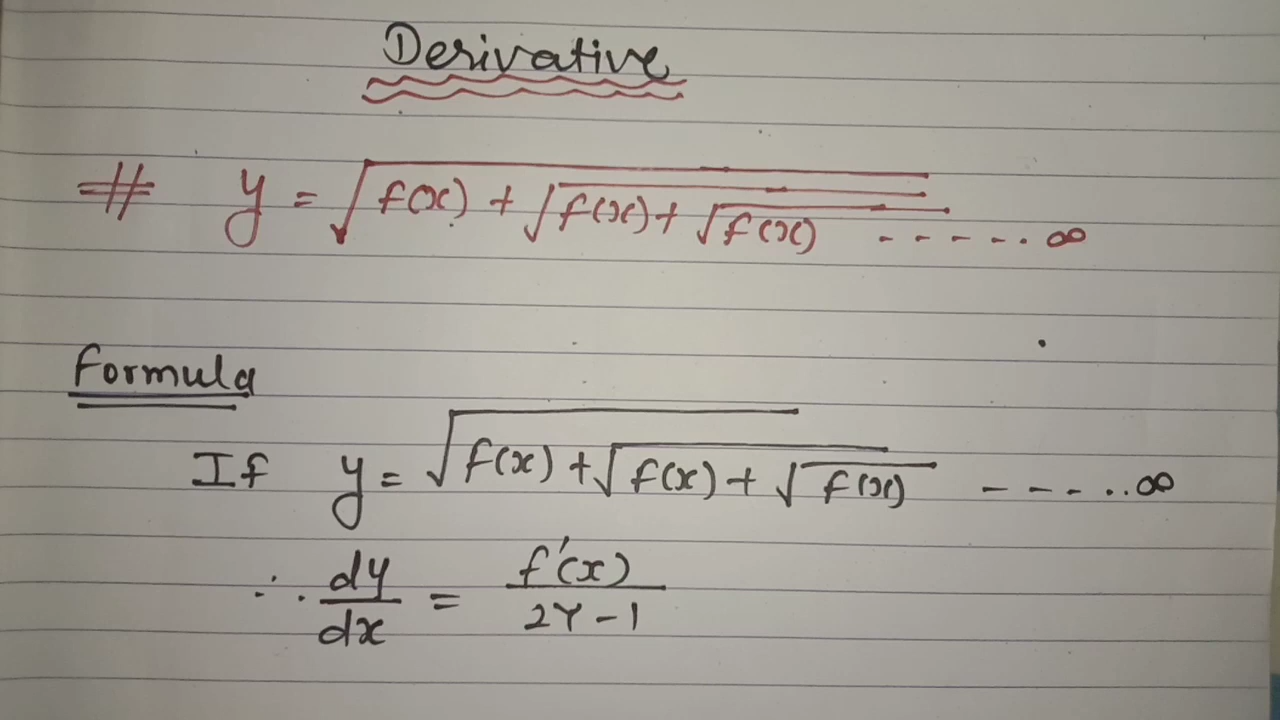 Derivative
# y = √f(x) + √f(x) + √f(x) - - - - - .. ∞
Formula
If y = √f(x) + √f(x) + √f(x) - - - - .. ∞
∴ dy/dx = f'(x)/2Y - 1